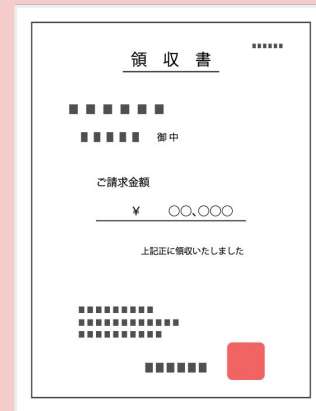 領収書
御中
ご請求金額
¥ 〇〇、〇〇〇
上記正に領収いたしました